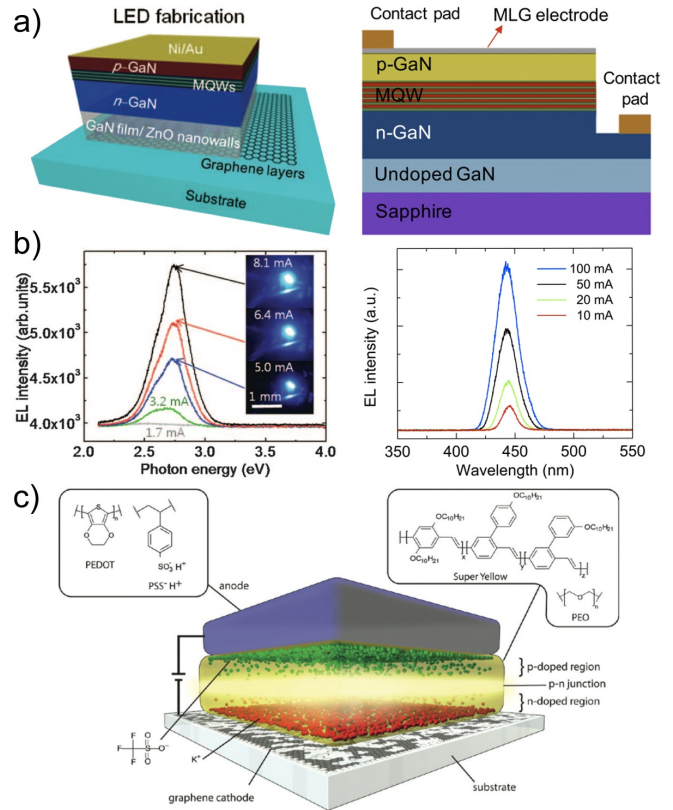 a)
LED fabrication
Ni/Au
p-GaN
MQWs
n-GaN
GaN film/ ZnO nanowalls
Graphene layers
Substrate
Contact pad
MLG electrode
p-GaN
MQW
Contact
pad
n-GaN
Undoped GaN
Sapphire
b)
EL intensity (arb.units)
5.5x10³
5.0x10³
4.5x10³
4.0x10³
8.1 mA
6.4 mA
5.0 mA
1 mm
3.2 mA
1.7 mA
2.0 2.5 3.0 3.5 4.0
Photon energy (eV)
EL intensity (a.u.)
100 mA
50 mA
20 mA
10 mA
350 400 450 500 550
Wavelength (nm)
c)
S
n
O O
PEDOT
SO₃⁻ H⁺
PSS⁻ H⁺
anode
OC₁₀H₂₁
OC₁₀H₂₁
OC₁₀H₂₁
OC₁₀H₂₁
x
y
z
Super Yellow
O
n
PEO
p-doped region
p-n junction
n-doped region
F O
F S O⁻
F O
K⁺
graphene cathode
substrate